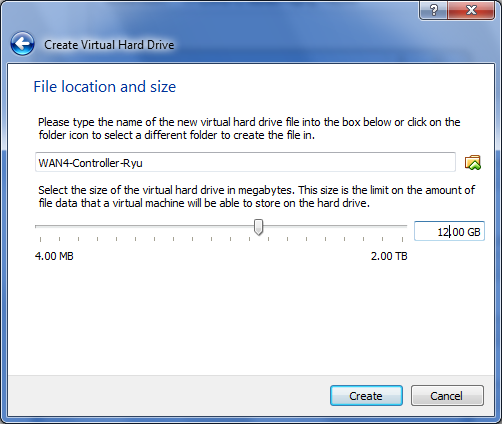 Create Virtual Hard Drive
File location and size
Please type the name of the new virtual hard drive file into the box below or click on the
folder icon to select a different folder to create the file in.
WAN4-Controller-Ryu
Select the size of the virtual hard drive in megabytes. This size is the limit on the amount of
file data that a virtual machine will be able to store on the hard drive.
12.00 GB
4.00 MB 2.00 TB
Create Cancel